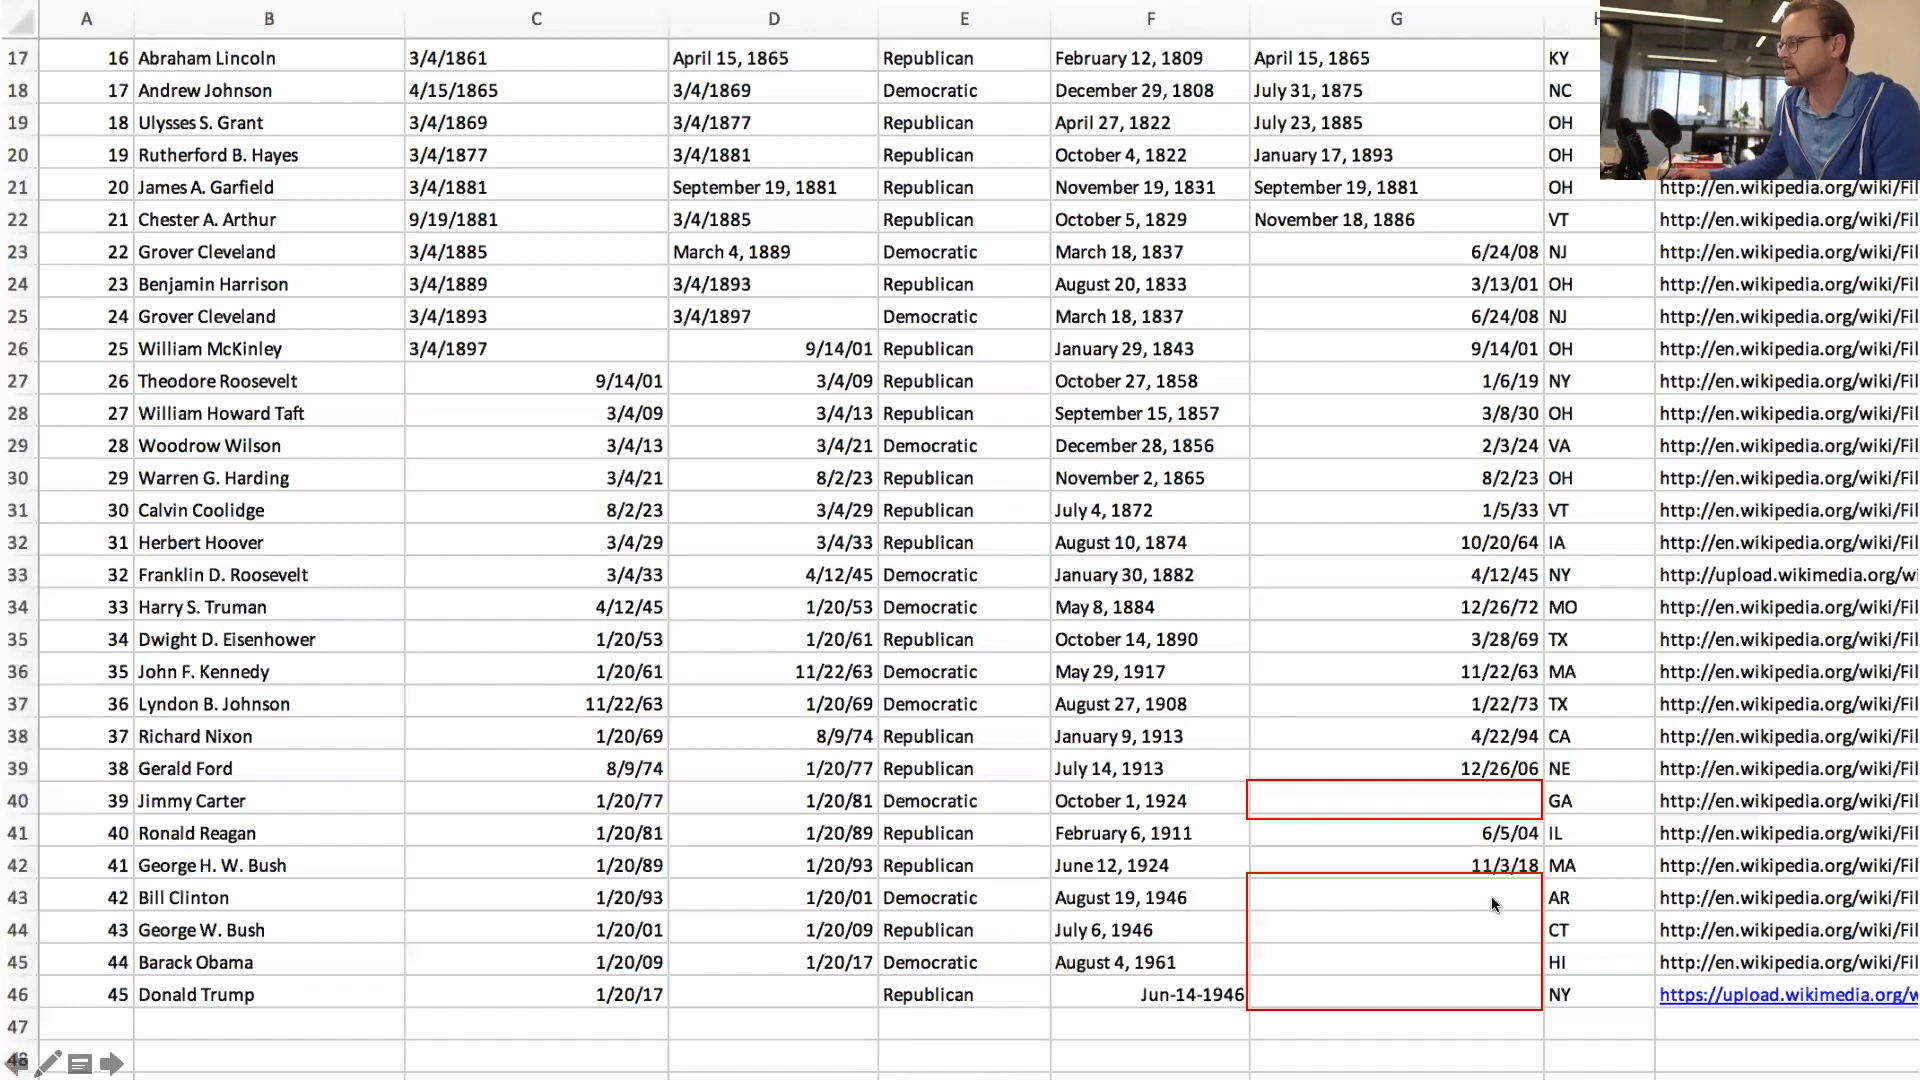 A B C D E F G
17 16 Abraham Lincoln 3/4/1861 April 15, 1865 Republican February 12, 1809 April 15, 1865 KY
18 17 Andrew Johnson 4/15/1865 3/4/1869 Democratic December 29, 1808 July 31, 1875 NC
19 18 Ulysses S. Grant 3/4/1869 3/4/1877 Republican April 27, 1822 July 23, 1885 OH
20 19 Rutherford B. Hayes 3/4/1877 3/4/1881 Republican October 4, 1822 January 17, 1893 OH
21 20 James A. Garfield 3/4/1881 September 19, 1881 Republican November 19, 1831 September 19, 1881 OH http://en.wikipedia.org/wiki/Fil
22 21 Chester A. Arthur 9/19/1881 3/4/1885 Republican October 5, 1829 November 18, 1886 VT http://en.wikipedia.org/wiki/Fil
23 22 Grover Cleveland 3/4/1885 March 4, 1889 Democratic March 18, 1837 6/24/08 NJ http://en.wikipedia.org/wiki/Fil
24 23 Benjamin Harrison 3/4/1889 3/4/1893 Republican August 20, 1833 3/13/01 OH http://en.wikipedia.org/wiki/Fil
25 24 Grover Cleveland 3/4/1893 3/4/1897 Democratic March 18, 1837 6/24/08 NJ http://en.wikipedia.org/wiki/Fil
26 25 William McKinley 3/4/1897 9/14/01 Republican January 29, 1843 9/14/01 OH http://en.wikipedia.org/wiki/Fil
27 26 Theodore Roosevelt 9/14/01 3/4/09 Republican October 27, 1858 1/6/19 NY http://en.wikipedia.org/wiki/Fil
28 27 William Howard Taft 3/4/09 3/4/13 Republican September 15, 1857 3/8/30 OH http://en.wikipedia.org/wiki/Fil
29 28 Woodrow Wilson 3/4/13 3/4/21 Democratic December 28, 1856 2/3/24 VA http://en.wikipedia.org/wiki/Fil
30 29 Warren G. Harding 3/4/21 8/2/23 Republican November 2, 1865 8/2/23 OH http://en.wikipedia.org/wiki/Fil
31 30 Calvin Coolidge 8/2/23 3/4/29 Republican July 4, 1872 1/5/33 VT http://en.wikipedia.org/wiki/Fil
32 31 Herbert Hoover 3/4/29 3/4/33 Republican August 10, 1874 10/20/64 IA http://en.wikipedia.org/wiki/Fil
33 32 Franklin D. Roosevelt 3/4/33 4/12/45 Democratic January 30, 1882 4/12/45 NY http://upload.wikimedia.org/wi
34 33 Harry S. Truman 4/12/45 1/20/53 Democratic May 8, 1884 12/26/72 MO http://en.wikipedia.org/wiki/Fil
35 34 Dwight D. Eisenhower 1/20/53 1/20/61 Republican October 14, 1890 3/28/69 TX http://en.wikipedia.org/wiki/Fil
36 35 John F. Kennedy 1/20/61 11/22/63 Democratic May 29, 1917 11/22/63 MA http://en.wikipedia.org/wiki/Fil
37 36 Lyndon B. Johnson 11/22/63 1/20/69 Democratic August 27, 1908 1/22/73 TX http://en.wikipedia.org/wiki/Fil
38 37 Richard Nixon 1/20/69 8/9/74 Republican January 9, 1913 4/22/94 CA http://en.wikipedia.org/wiki/Fil
39 38 Gerald Ford 8/9/74 1/20/77 Republican July 14, 1913 12/26/06 NE http://en.wikipedia.org/wiki/Fil
40 39 Jimmy Carter 1/20/77 1/20/81 Democratic October 1, 1924 GA http://en.wikipedia.org/wiki/Fil
41 40 Ronald Reagan 1/20/81 1/20/89 Republican February 6, 1911 6/5/04 IL http://en.wikipedia.org/wiki/Fil
42 41 George H. W. Bush 1/20/89 1/20/93 Republican June 12, 1924 11/3/18 MA http://en.wikipedia.org/wiki/Fil
43 42 Bill Clinton 1/20/93 1/20/01 Democratic August 19, 1946 AR http://en.wikipedia.org/wiki/Fil
44 43 George W. Bush 1/20/01 1/20/09 Republican July 6, 1946 CT http://en.wikipedia.org/wiki/Fil
45 44 Barack Obama 1/20/09 1/20/17 Democratic August 4, 1961 HI http://en.wikipedia.org/wiki/Fil
46 45 Donald Trump 1/20/17 Republican Jun-14-1946 NY https://upload.wikimedia.org/w
47
48